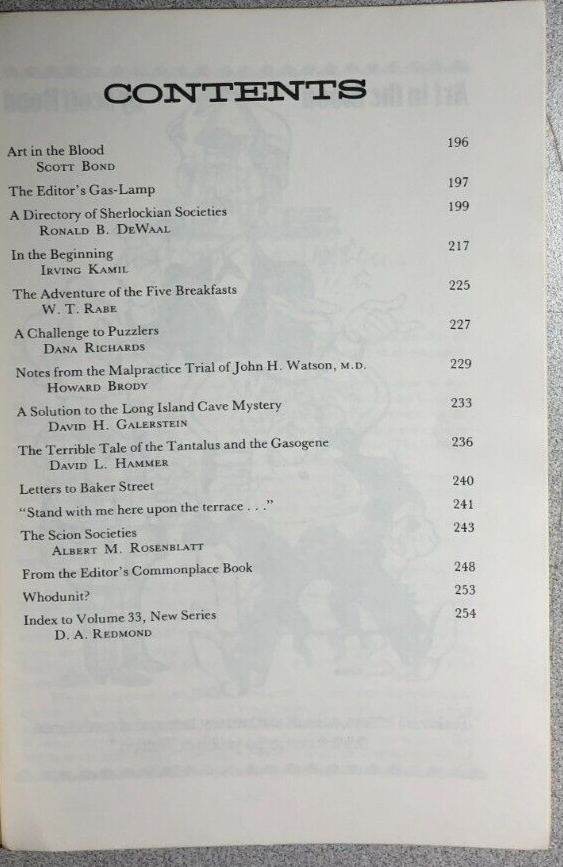 CONTENTS
Art in the Blood 196
SCOTT BOND
The Editor's Gas-Lamp 197
A Directory of Sherlockian Societies 199
RONALD B. DEWAAL
In the Beginning 217
IRVING KAMIL
The Adventure of the Five Breakfasts 225
W. T. RABE
A Challenge to Puzzlers 227
DANA RICHARDS
Notes from the Malpractice Trial of John H. Watson, M.D. 229
HOWARD BRODY
A Solution to the Long Island Cave Mystery 233
DAVID H. GALERSTEIN
The Terrible Tale of the Tantalus and the Gasogene 236
DAVID L. HAMMER
Letters to Baker Street 240
"Stand with me here upon the terrace . . ." 241
The Scion Societies 243
ALBERT M. ROSENBLATT
From the Editor's Commonplace Book 248
Whodunit? 253
Index to Volume 33, New Series 254
D. A. REDMOND